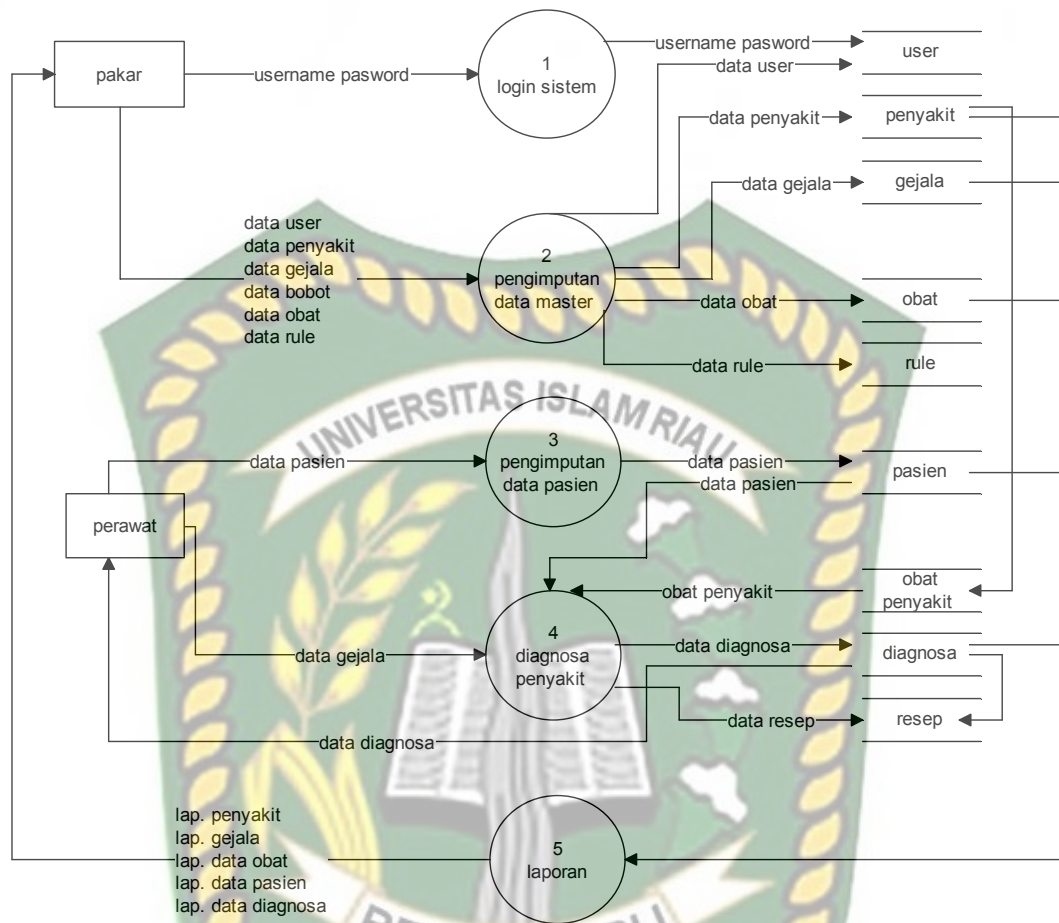 1
login sistem
pakar
username pasword
username pasword
data user
user
data penyakit
penyakit
data gejala
gejala
data user
data penyakit
data gejala
data bobot
data obat
data rule
2
pengimputan
data master
data obat
obat
data rule
rule
UNIVERSITAS ISLAM RIAU
3
pengimputan
data pasien
data pasien
data pasien
data pasien
pasien
perawat
obat
penyakit
obat penyakit
4
diagnosa
penyakit
data gejala
data diagnosa
diagnosa
data resep
resep
data diagnosa
5
laporan
lap. penyakit
lap. gejala
lap. data obat
lap. data pasien
lap. data diagnosa